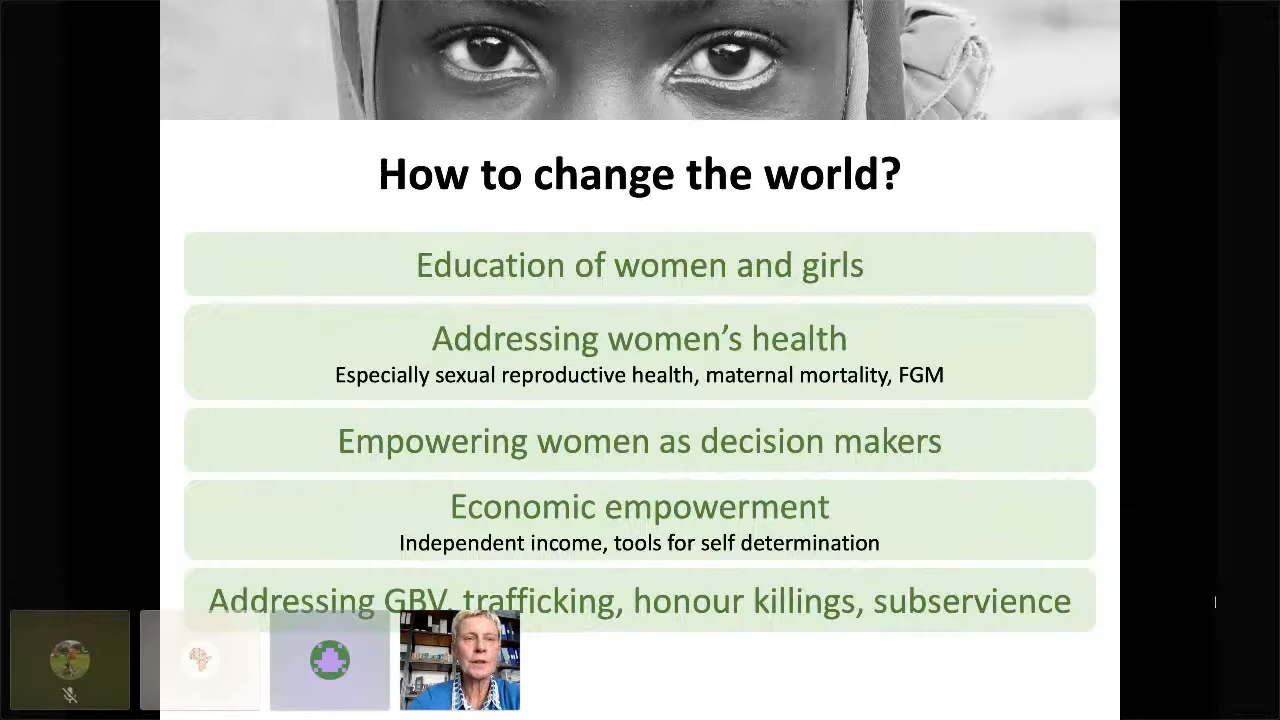 How to change the world?
Education of women and girls
Addressing women's health
Especially sexual reproductive health, maternal mortality, FGM
Empowering women as decision makers
Economic empowerment
Independent income, tools for self determination
Addressing GBV, trafficking, honour killings, subservience